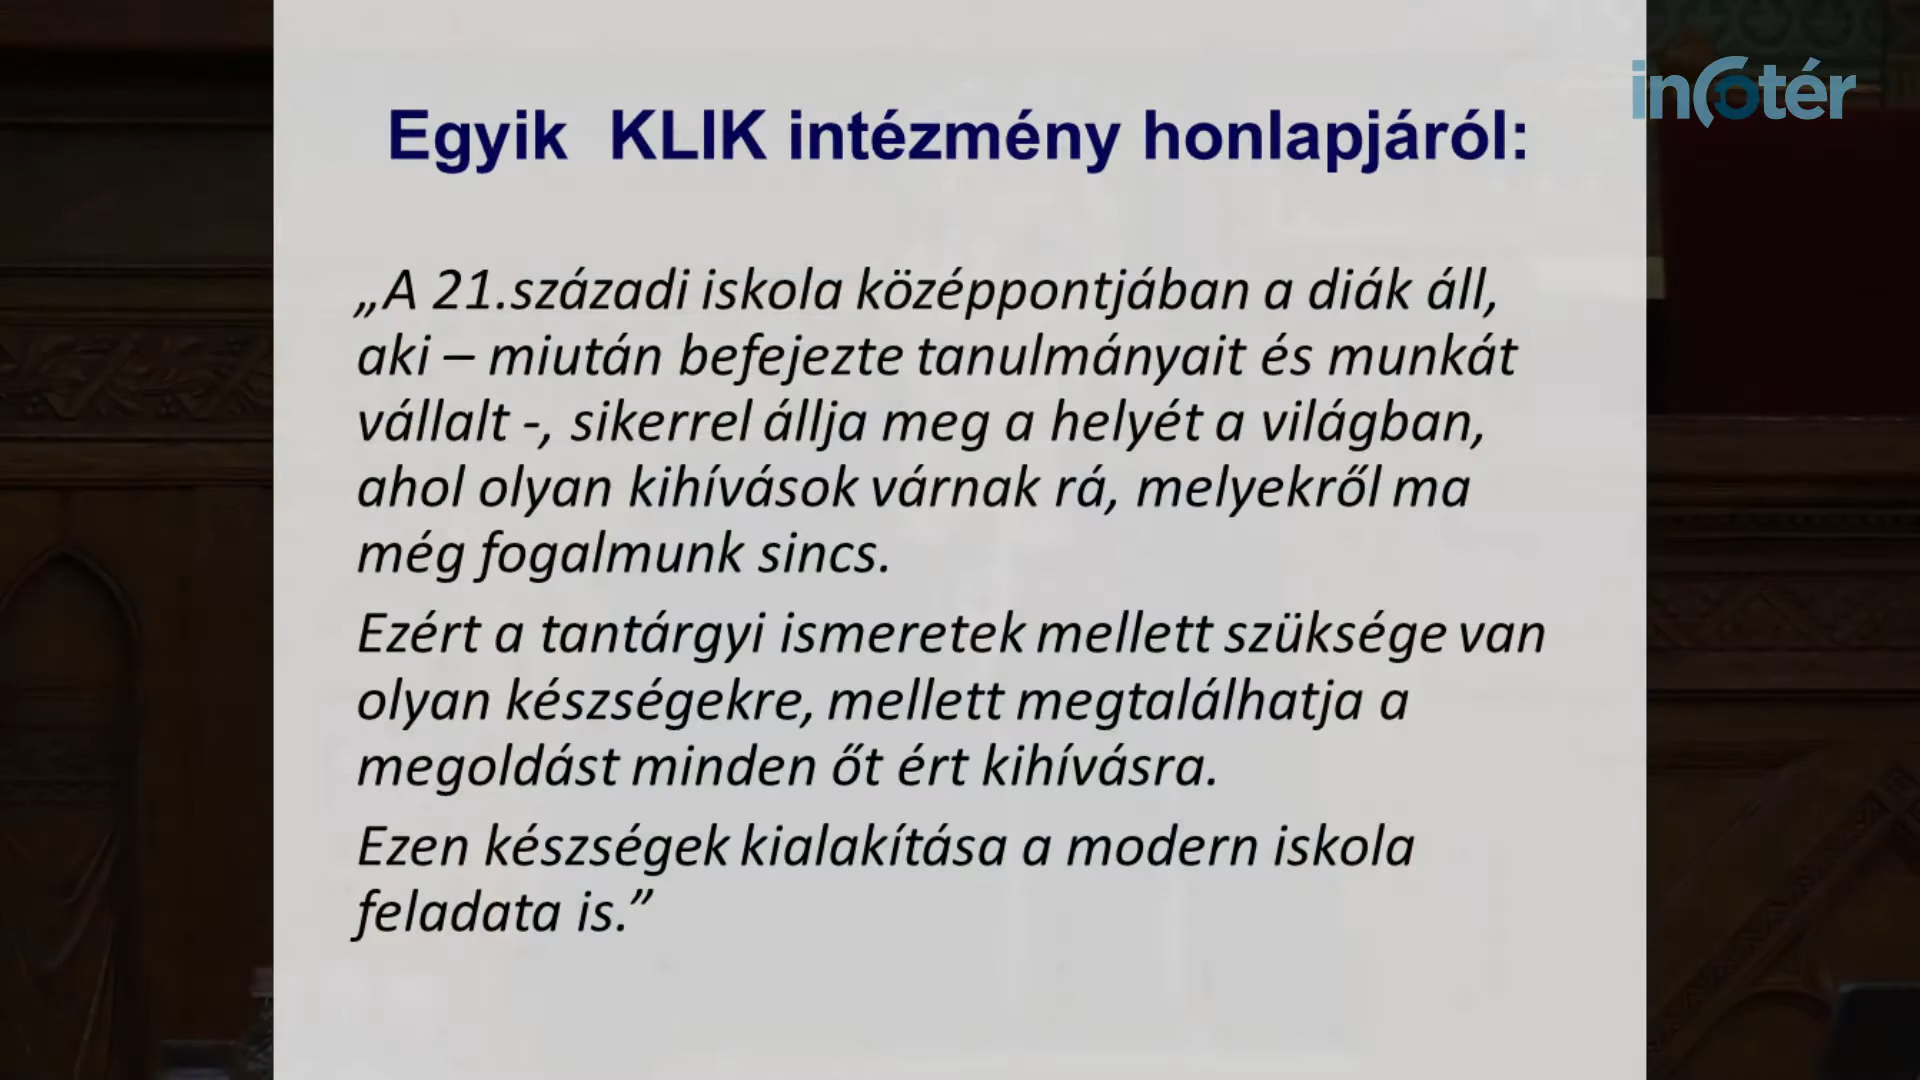 infotér
Egyik KLIK intézmény honlapjáról:
„A 21.századi iskola középpontjában a diák áll,
aki – miután befejezte tanulmányait és munkát
vállalt -, sikerrel állja meg a helyét a világban,
ahol olyan kihívások várnak rá, melyekről ma
még fogalmunk sincs.
Ezért a tantárgyi ismeretek mellett szüksége van
olyan készségekre, mellett megtalálhatja a
megoldást minden őt ért kihívásra.
Ezen készségek kialakítása a modern iskola
feladata is.”